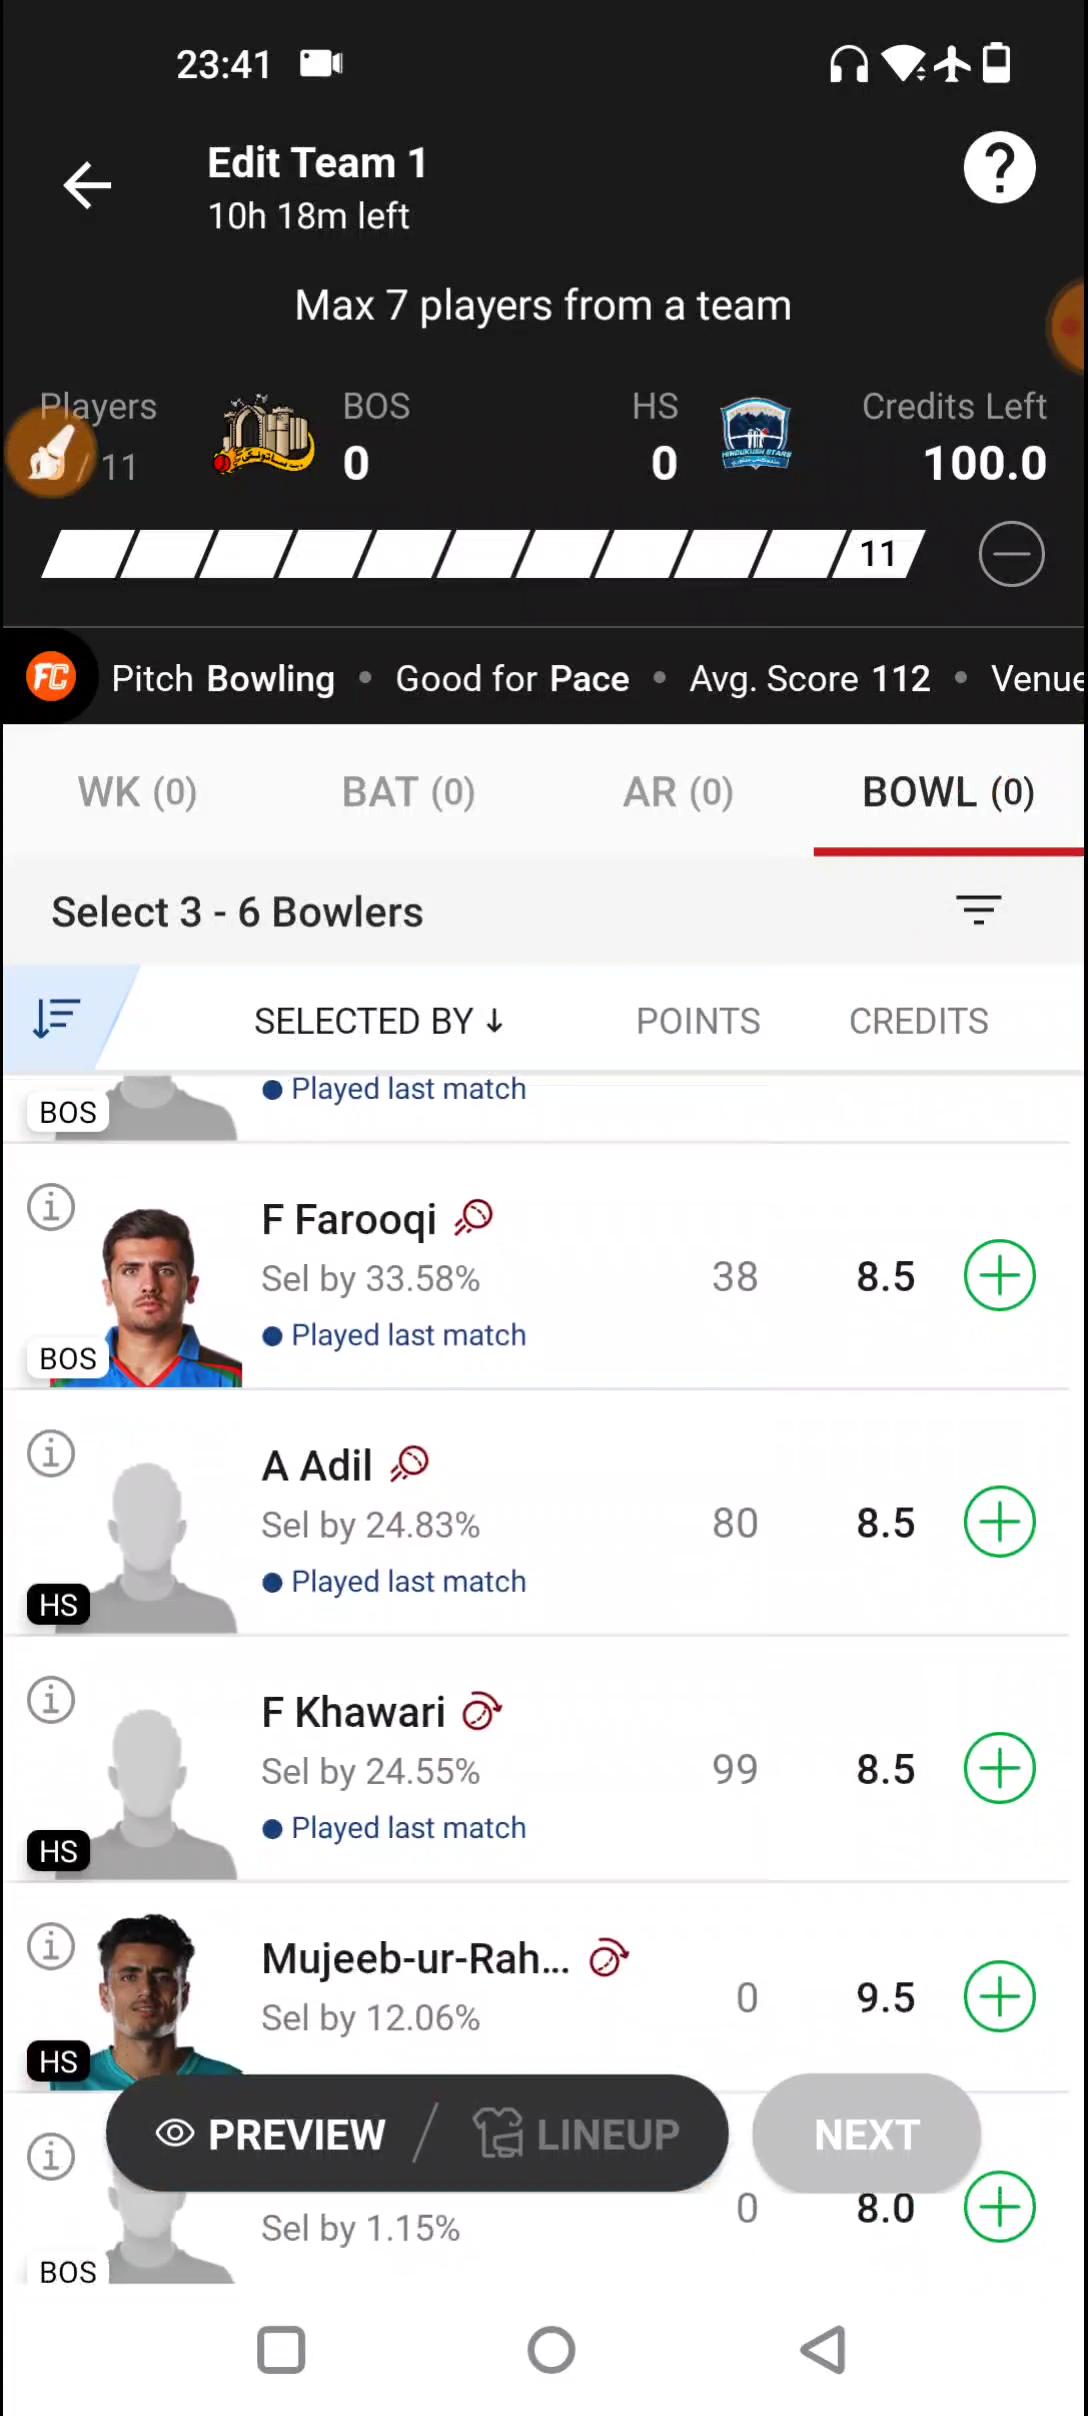 23:41
Edit Team 1
10h 18m left
?
Max 7 players from a team
Players BOS HS Credits Left
/ 11 0 0 100.0
HINDUKUSH STARS
11
FC Pitch Bowling • Good for Pace • Avg. Score 112 • Venue
WK (0) BAT (0) AR (0) BOWL (0)
Select 3 - 6 Bowlers
SELECTED BY ↓ POINTS CREDITS
Played last match
BOS
F Farooqi
Sel by 33.58% 38 8.5
Played last match
BOS
A Adil
Sel by 24.83% 80 8.5
Played last match
HS
F Khawari
Sel by 24.55% 99 8.5
Played last match
HS
Mujeeb-ur-Rah...
Sel by 12.06% 0 9.5
HS
PREVIEW / LINEUP NEXT
Sel by 1.15% 0 8.0
BOS